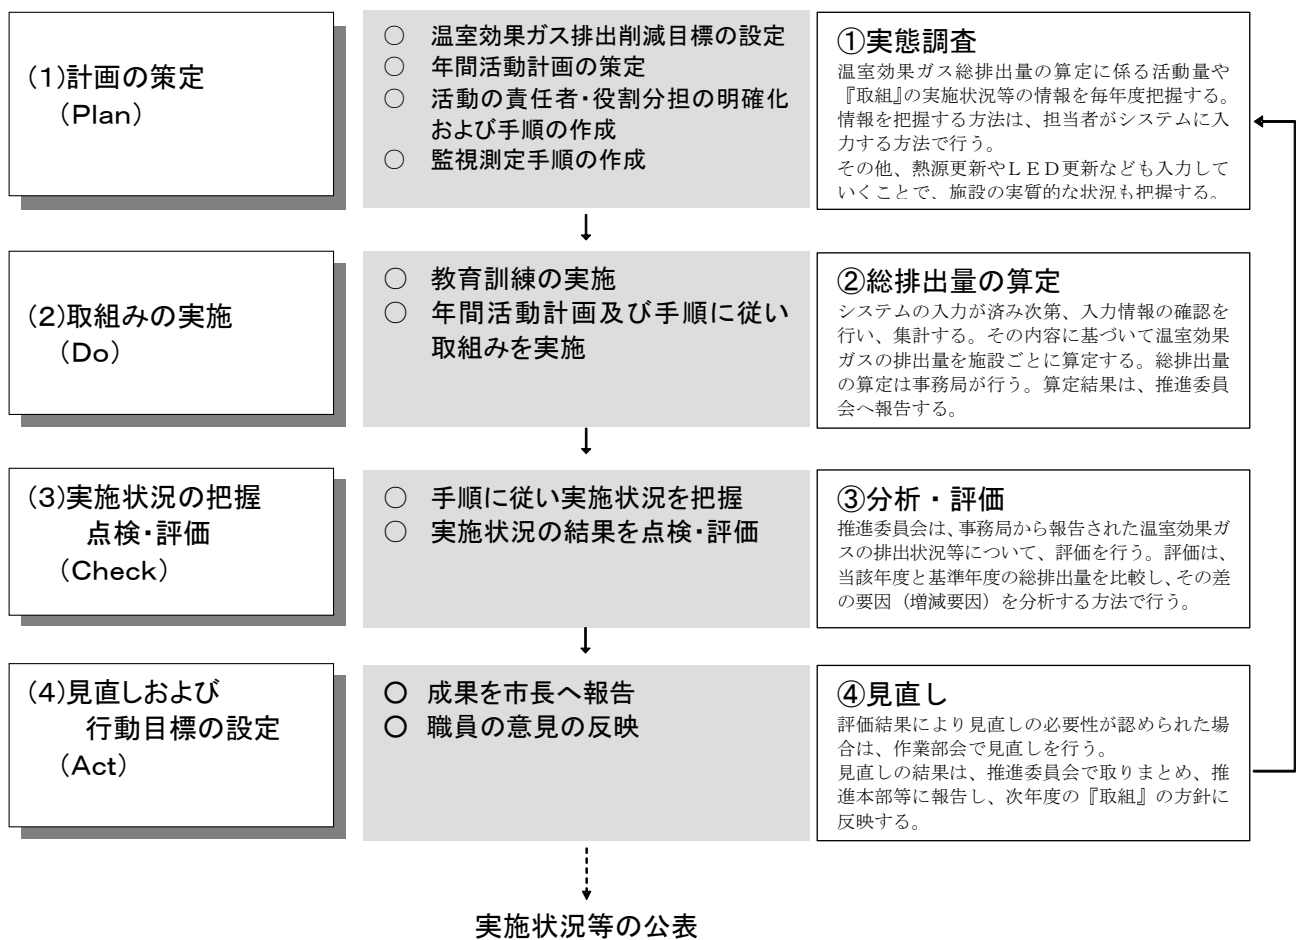 (1)計画の策定
(Plan)
○ 温室効果ガス排出削減目標の設定
○ 年間活動計画の策定
○ 活動の責任者・役割分担の明確化
および手順の作成
○ 監視測定手順の作成
①実態調査
温室効果ガス総排出量の算定に係る活動量や
『取組』の実施状況等の情報を毎年度把握する。
情報を把握する方法は、担当者がシステムに入
力する方法で行う。
その他、熱源更新やLED更新なども入力して
いくことで、施設の実質的な状況も把握する。
(2)取組みの実施
(Do)
○ 教育訓練の実施
○ 年間活動計画及び手順に従い
取組みを実施
②総排出量の算定
システムの入力が済み次第、入力情報の確認を
行い、集計する。その内容に基づいて温室効果
ガスの排出量を施設ごとに算定する。総排出量
の算定は事務局が行う。算定結果は、推進委員
会へ報告する。
(3)実施状況の把握
点検・評価
(Check)
○ 手順に従い実施状況を把握
○ 実施状況の結果を点検・評価
③分析・評価
推進委員会は、事務局から報告された温室効果ガ
スの排出状況等について、評価を行う。評価は、
当該年度と基準年度の総排出量を比較し、その差
の要因（増減要因）を分析する方法で行う。
(4)見直しおよび
行動目標の設定
(Act)
○ 成果を市長へ報告
○ 職員の意見の反映
④見直し
評価結果により見直しの必要性が認められた場
合は、作業部会で見直しを行う。
見直しの結果は、推進委員会で取りまとめ、推
進本部等に報告し、次年度の『取組』の方針に
反映する。
実施状況等の公表